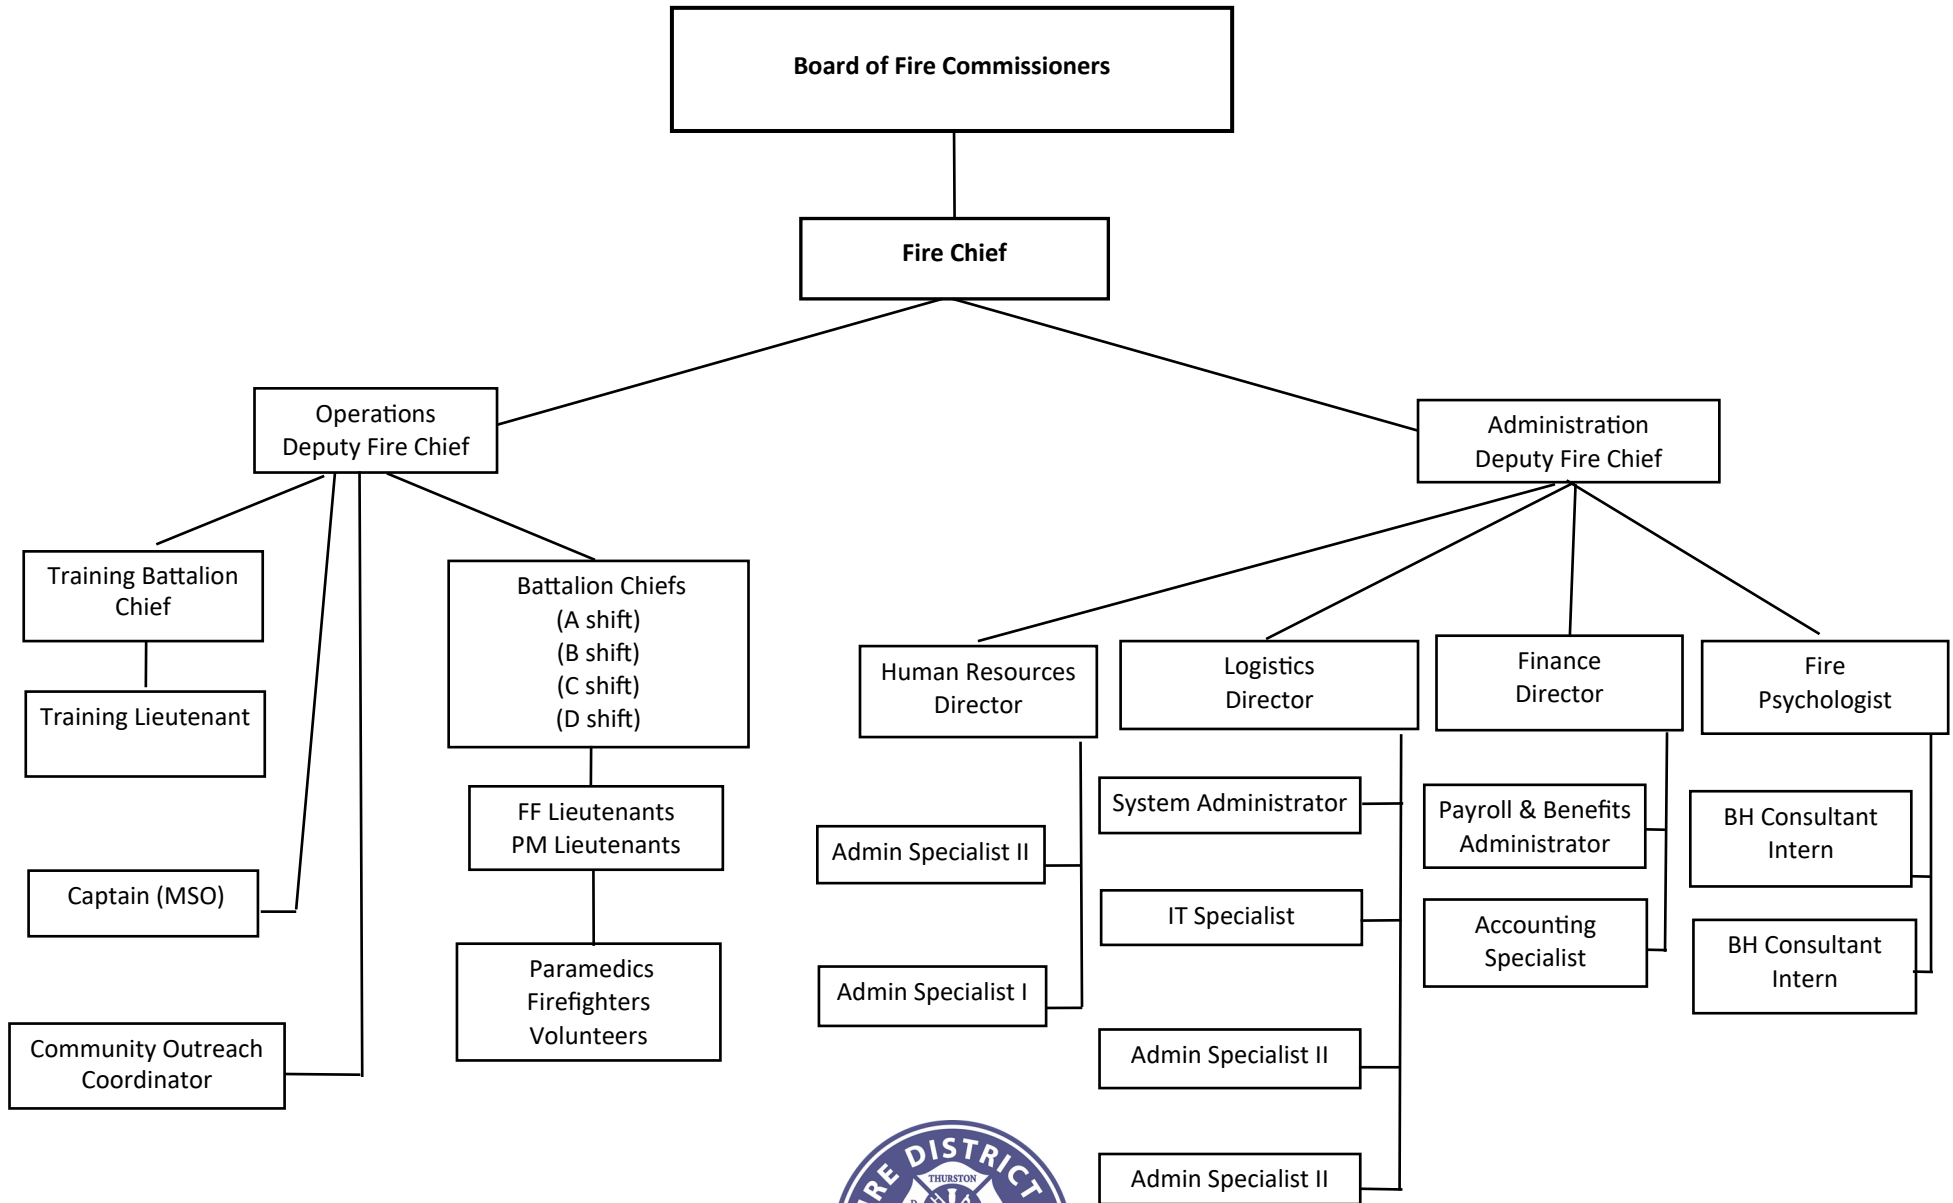 Board of Fire Commissioners
Fire Chief
Operations
Deputy Fire Chief
Administration
Deputy Fire Chief
Training Battalion
Chief
Training Lieutenant
Captain (MSO)
Community Outreach
Coordinator
Battalion Chiefs
(A shift)
(B shift)
(C shift)
(D shift)
FF Lieutenants
PM Lieutenants
Paramedics
Firefighters
Volunteers
Human Resources
Director
Admin Specialist II
Admin Specialist I
Logistics
Director
System Administrator
IT Specialist
Admin Specialist II
Admin Specialist II
Finance
Director
Payroll & Benefits
Administrator
Accounting
Specialist
Fire
Psychologist
BH Consultant
Intern
BH Consultant
Intern
FIRE DISTRICT
THURSTON